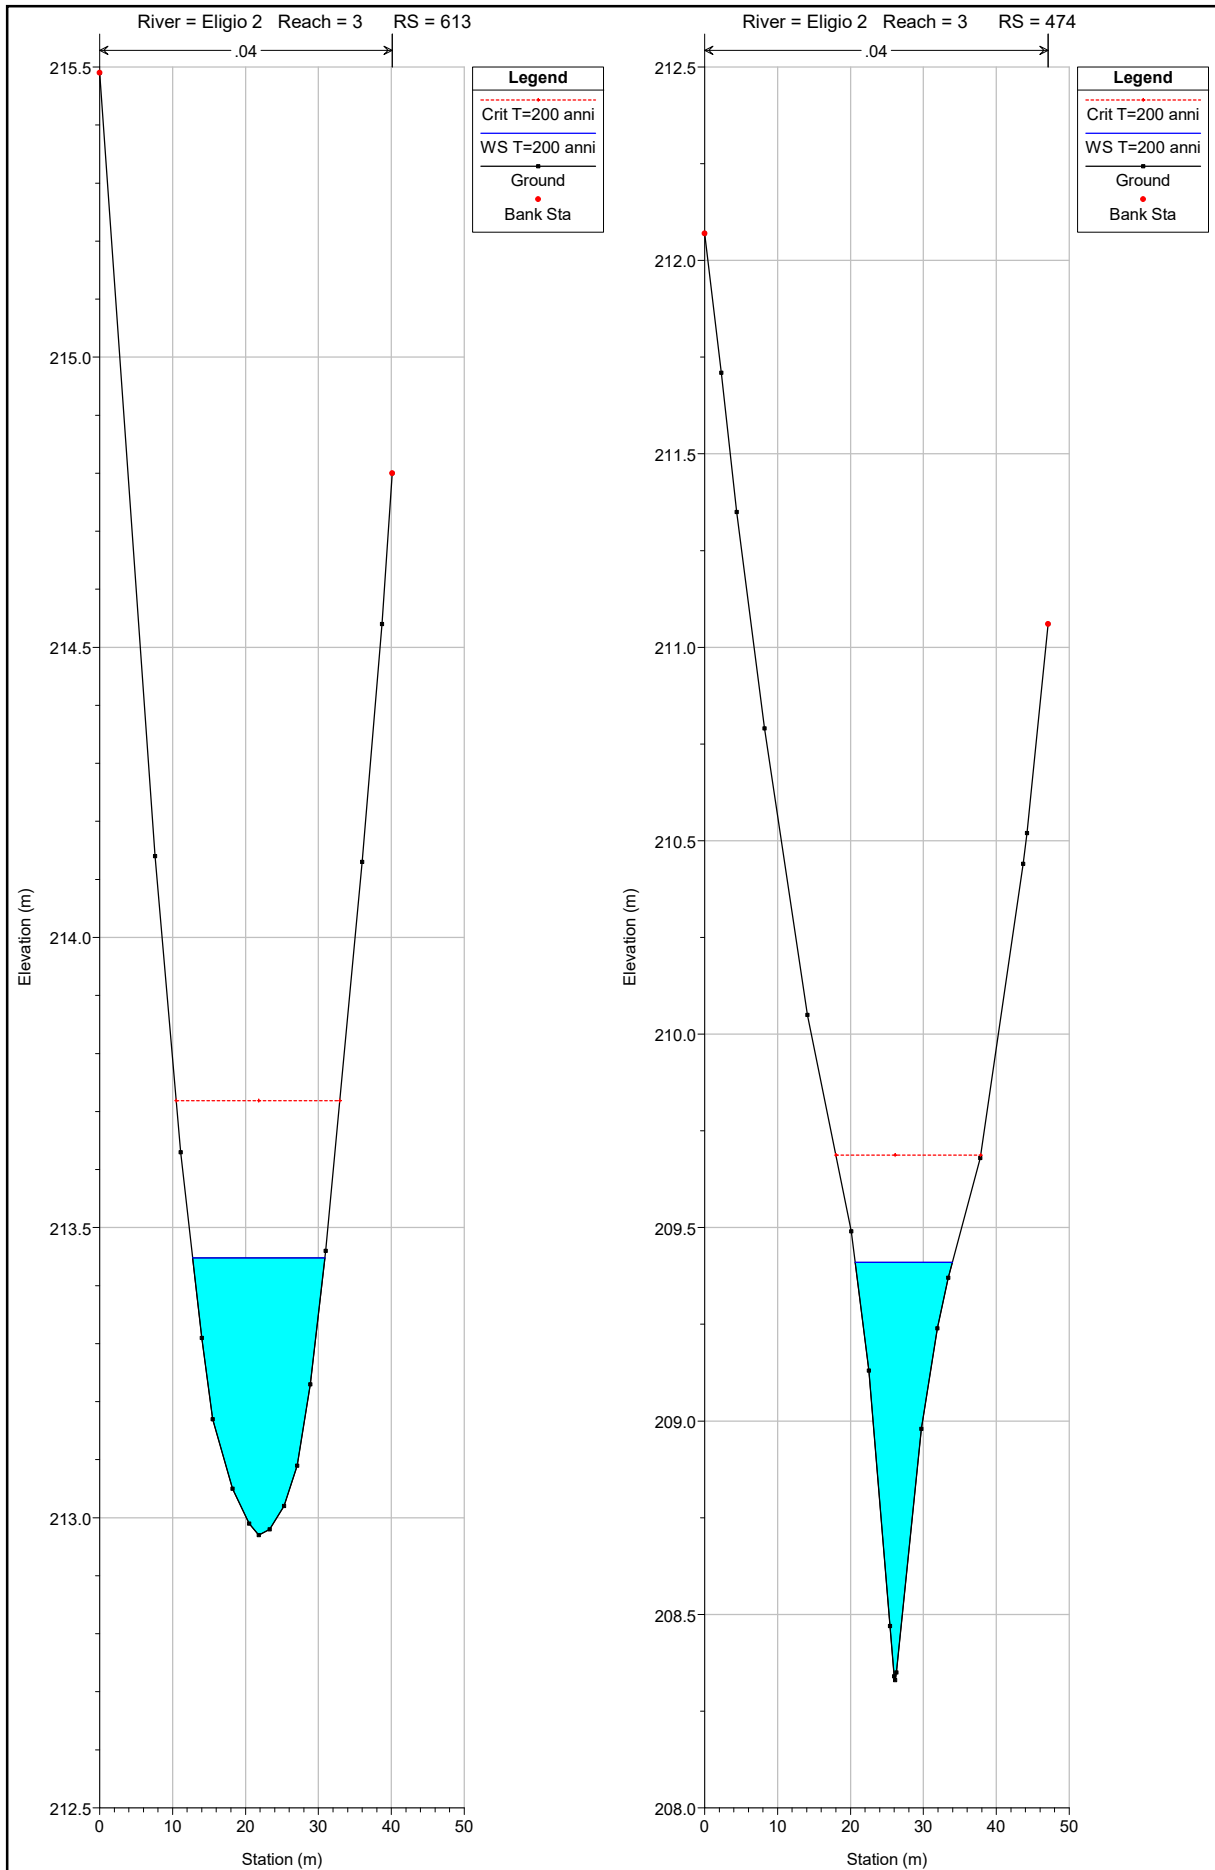 River = Eligio 2 Reach = 3 RS = 613
.04
215.5
215.0
214.5
214.0
213.5
213.0
212.5
0
10
20
30
40
50
Elevation (m)
Station (m)
Legend
Crit T=200 anni
WS T=200 anni
Ground
Bank Sta
River = Eligio 2 Reach = 3 RS = 474
.04
212.5
212.0
211.5
211.0
210.5
210.0
209.5
209.0
208.5
208.0
0
10
20
30
40
50
Elevation (m)
Station (m)
Legend
Crit T=200 anni
WS T=200 anni
Ground
Bank Sta